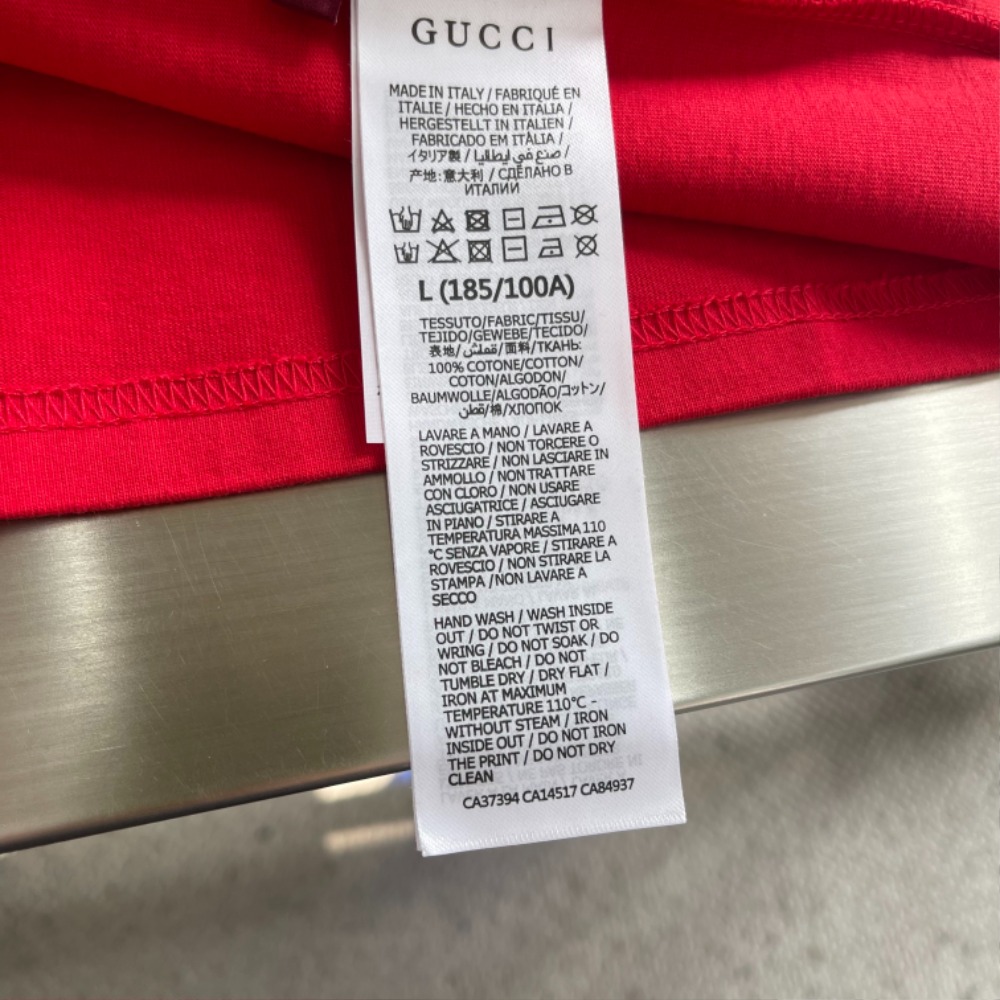 GUCCI
MADE IN ITALY / FABRIQUÉ EN
ITALIE / HECHO EN ITALIA /
HERGESTELLT IN ITALIEN /
FABRICADO EM ITÀLIA /
イタリア製 / صنع في ايطاليا /
产地:意大利 / СДЕЛАНО В
ИТАЛИИ
L (185/100A)
TESSUTO/FABRIC/TISSU/
TEJIDO/GEWEBE/TECIDO/
表地/قماش/面料/ТКАНЬ:
100% COTONE/COTTON/
COTON/ALGODON/
BAUMWOLLE/ALGODÃO/コットン/
قطن/棉/ХЛОПОК
LAVARE A MANO / LAVARE A
ROVESCIO / NON TORCERE O
STRIZZARE / NON LASCIARE IN
AMMOLLO / NON TRATTARE
CON CLORO / NON USARE
ASCIUGATRICE / ASCIUGARE
IN PIANO / STIRARE A
TEMPERATURA MASSIMA 110
°C SENZA VAPORE / STIRARE A
ROVESCIO / NON STIRARE LA
STAMPA /NON LAVARE A
SECCO
HAND WASH / WASH INSIDE
OUT / DO NOT TWIST OR
WRING / DO NOT SOAK / DO
NOT BLEACH / DO NOT
TUMBLE DRY / DRY FLAT /
IRON AT MAXIMUM
TEMPERATURE 110°C -
WITHOUT STEAM / IRON
INSIDE OUT / DO NOT IRON
THE PRINT / DO NOT DRY
CLEAN
CA37394 CA14517 CA84937